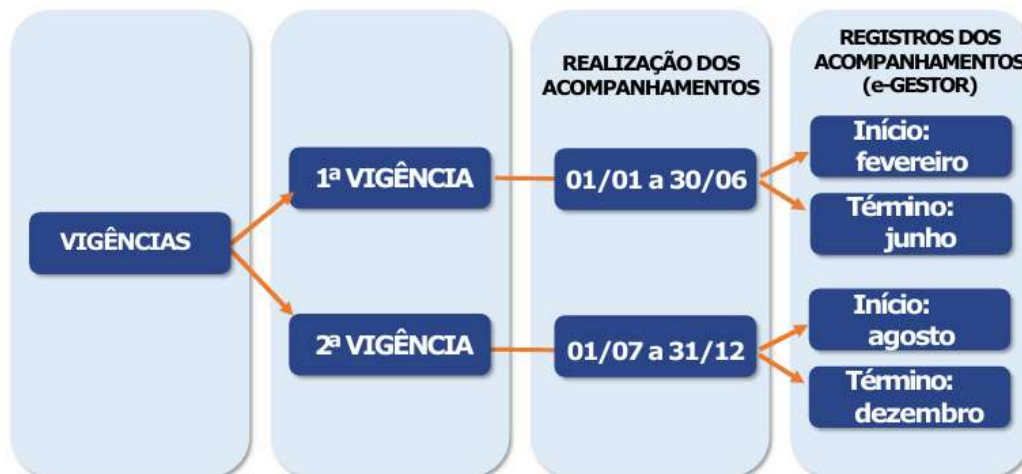 VIGÊNCIAS
1ª VIGÊNCIA
2ª VIGÊNCIA
REALIZAÇÃO DOS
ACOMPANHAMENTOS
01/01 a 30/06
01/07 a 31/12
REGISTROS DOS
ACOMPANHAMENTOS
(e-GESTOR)
Início:
fevereiro
Término:
junho
Início:
agosto
Término:
dezembro